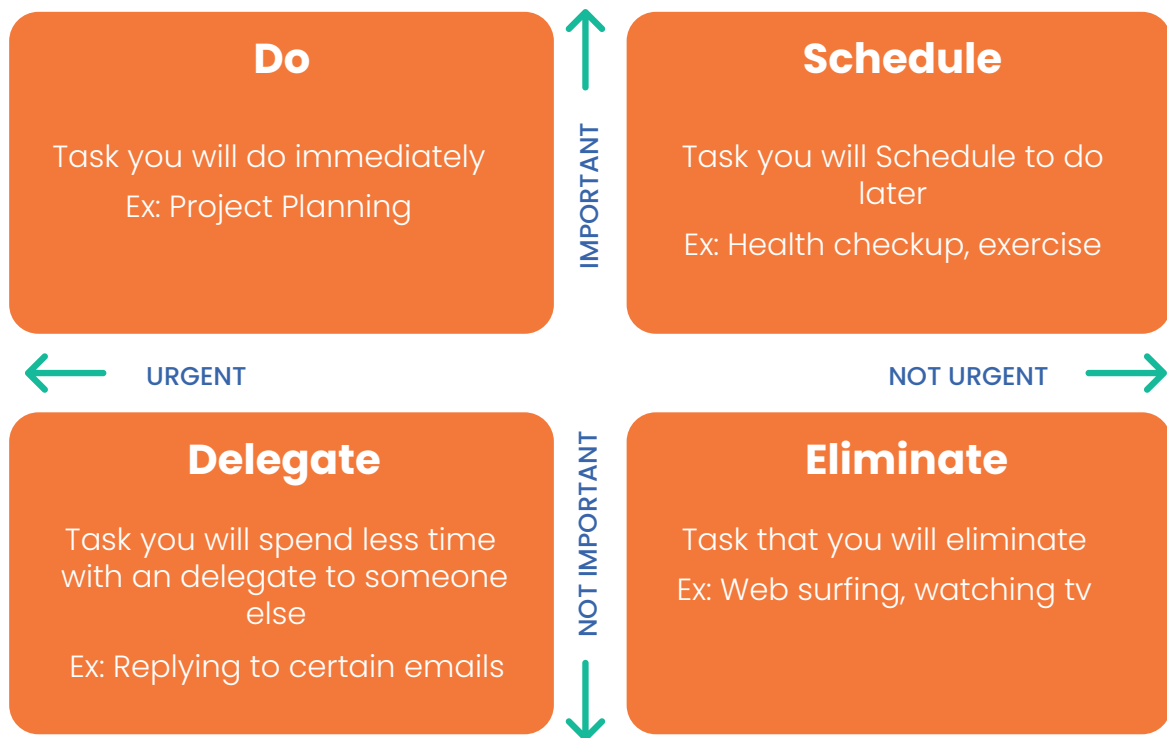 Do
Task you will do immediately
Ex: Project Planning
IMPORTANT
Schedule
Task you will Schedule to do
later
Ex: Health checkup, exercise
URGENT
NOT URGENT
Delegate
Task you will spend less time
with an delegate to someone
else
Ex: Replying to certain emails
NOT IMPORTANT
Eliminate
Task that you will eliminate
Ex: Web surfing, watching tv